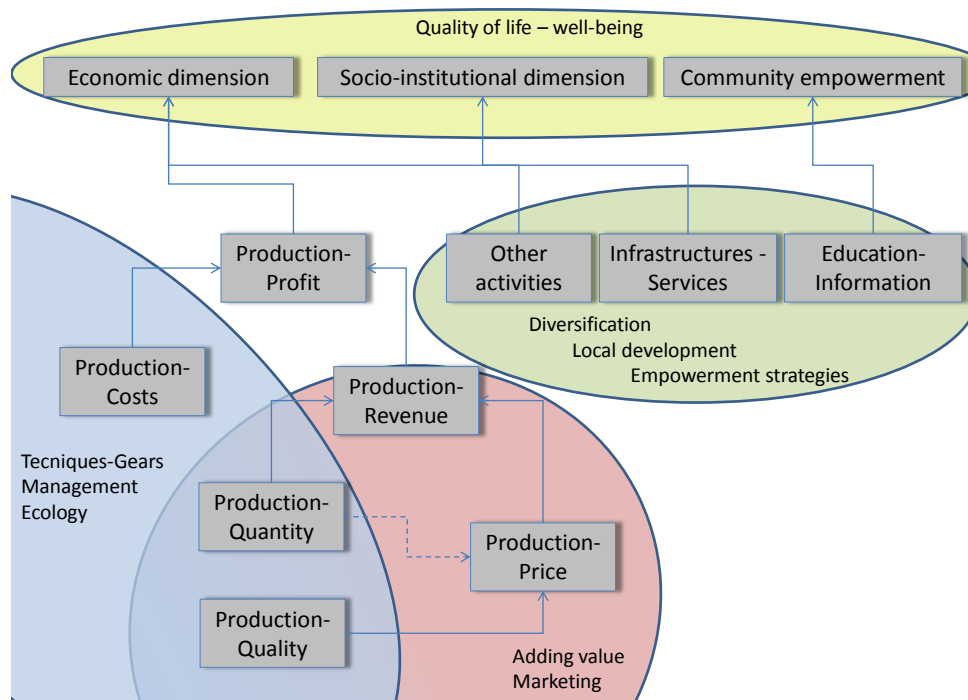 Quality of life – well-being
Economic dimension
Socio-institutional dimension
Community empowerment
Production-
Profit
Other
activities
Infrastructures -
Services
Education-
Information
Diversification
Local development
Empowerment strategies
Production-
Costs
Production-
Revenue
Tecniques-Gears
Management
Ecology
Production-
Quantity
Production-
Price
Production-
Quality
Adding value
Marketing